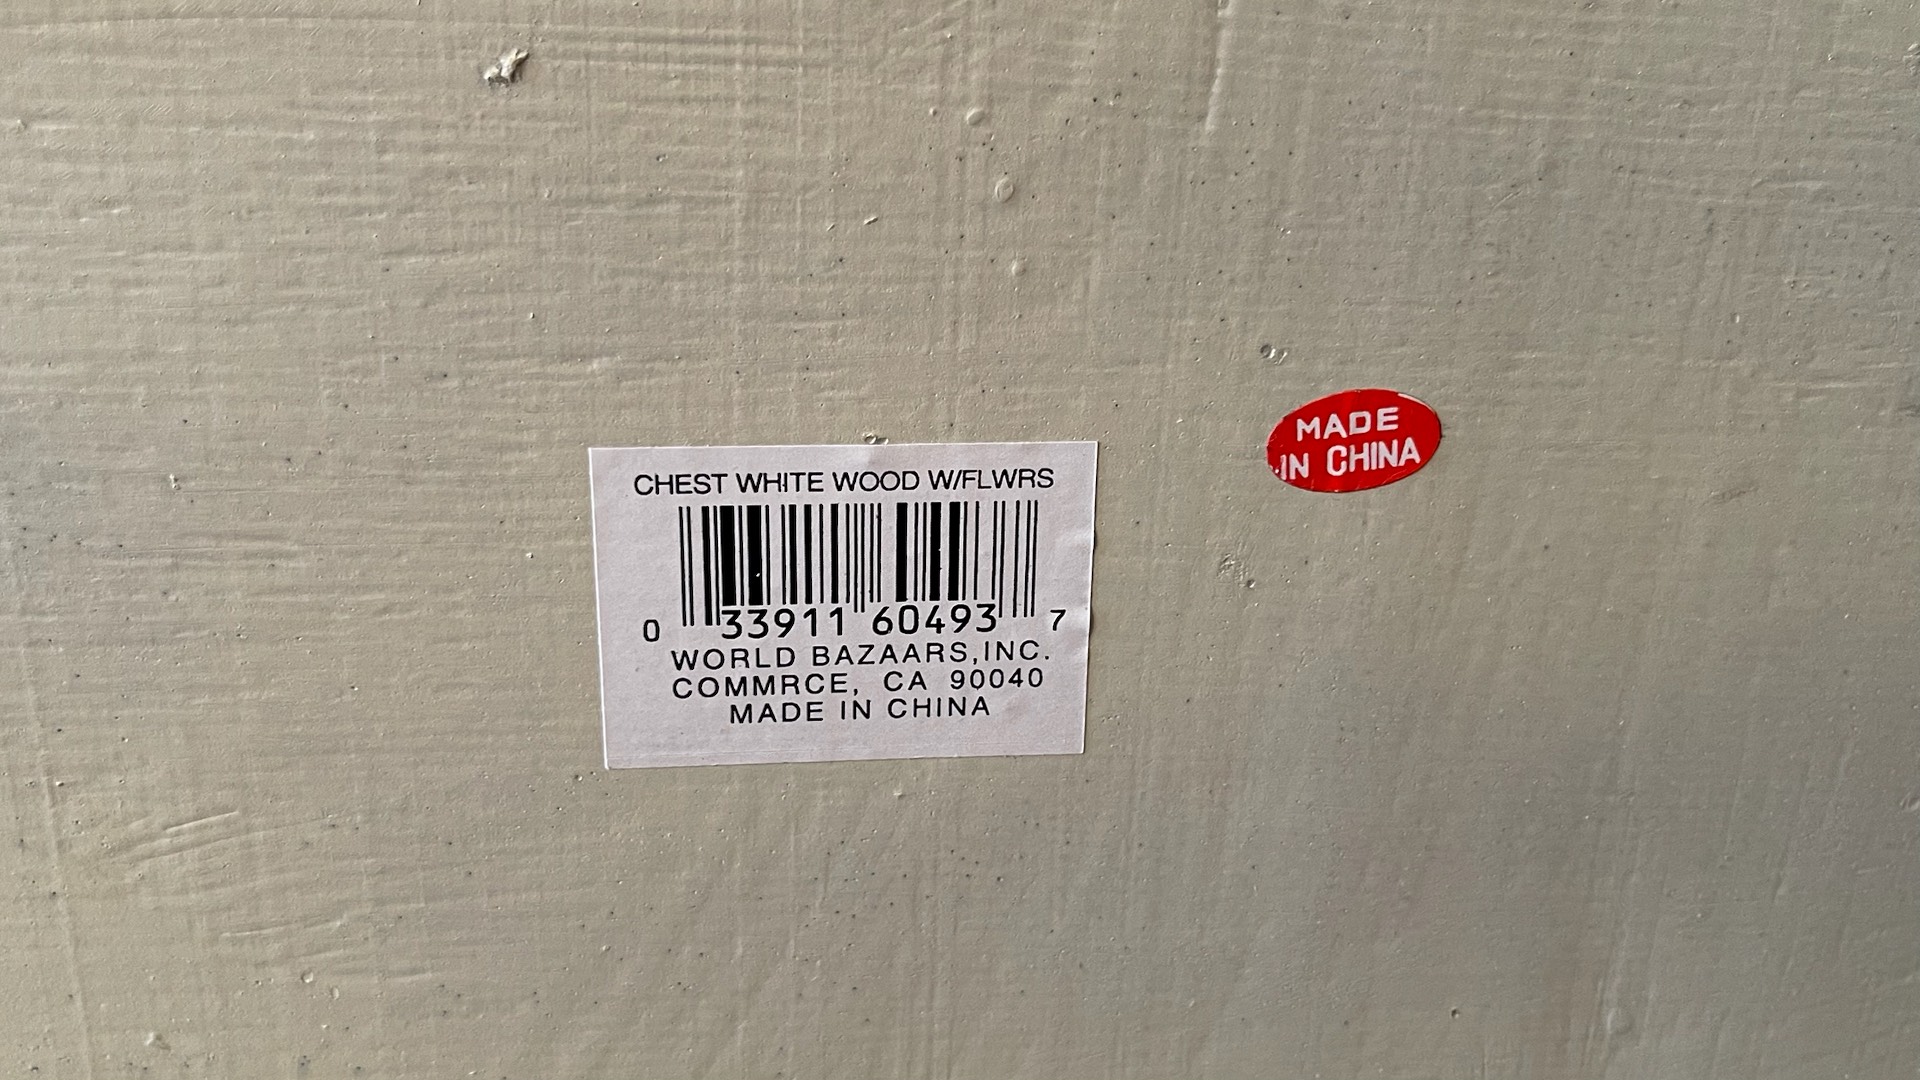 CHEST WHITE WOOD W/FLWRS
0 33911 60493 7
WORLD BAZAARS,INC.
COMMRCE, CA 90040
MADE IN CHINA
MADE
IN CHINA